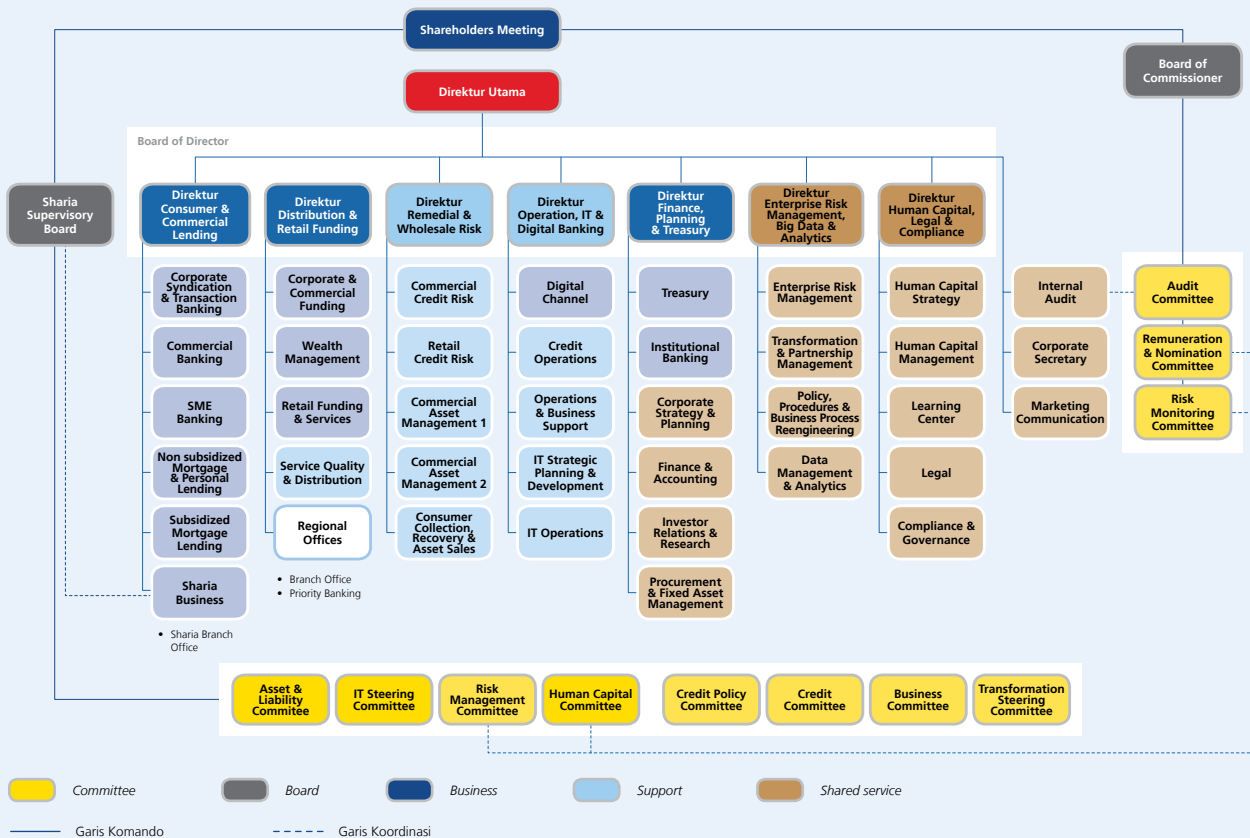 Shareholders Meeting
Direktur Utama
Board of
Commissioner
Board of Director
Sharia
Supervisory
Board
Direktur
Consumer &
Commercial
Lending
Direktur
Distribution &
Retail Funding
Direktur
Remedial &
Wholesale Risk
Direktur
Operation, IT &
Digital Banking
Direktur
Finance,
Planning
& Treasury
Direktur
Enterprise Risk
Management,
Big Data &
Analytics
Direktur
Human Capital,
Legal &
Compliance
Corporate
Syndication
& Transaction
Banking
Commercial
Banking
SME
Banking
Non subsidized
Mortgage
& Personal
Lending
Subsidized
Mortgage
Lending
Sharia
Business
• Sharia Branch
Office
Corporate &
Commercial
Funding
Wealth
Management
Retail Funding
& Services
Service Quality
& Distribution
Regional
Offices
• Branch Office
• Priority Banking
Commercial
Credit Risk
Retail
Credit Risk
Commercial
Asset
Management 1
Commercial
Asset
Management 2
Consumer
Collection,
Recovery &
Asset Sales
Digital
Channel
Credit
Operations
Operations
& Business
Support
IT Strategic
Planning &
Development
IT Operations
Treasury
Institutional
Banking
Corporate
Strategy &
Planning
Finance &
Accounting
Investor
Relations &
Research
Procurement
& Fixed Asset
Management
Enterprise Risk
Management
Transformation
& Partnership
Management
Policy,
Procedures &
Business Process
Reengineering
Data
Management
& Analytics
Human Capital
Strategy
Human Capital
Management
Learning
Center
Legal
Compliance &
Governance
Internal
Audit
Corporate
Secretary
Marketing
Communication
Audit
Committee
Remuneration
& Nomination
Committee
Risk
Monitoring
Committee
Asset &
Liability
Commitee
IT Steering
Committee
Risk
Management
Committee
Human Capital
Committee
Credit Policy
Committee
Credit
Committee
Business
Committee
Transformation
Steering
Committee
Committee
Board
Business
Support
Shared service
Garis Komando
Garis Koordinasi